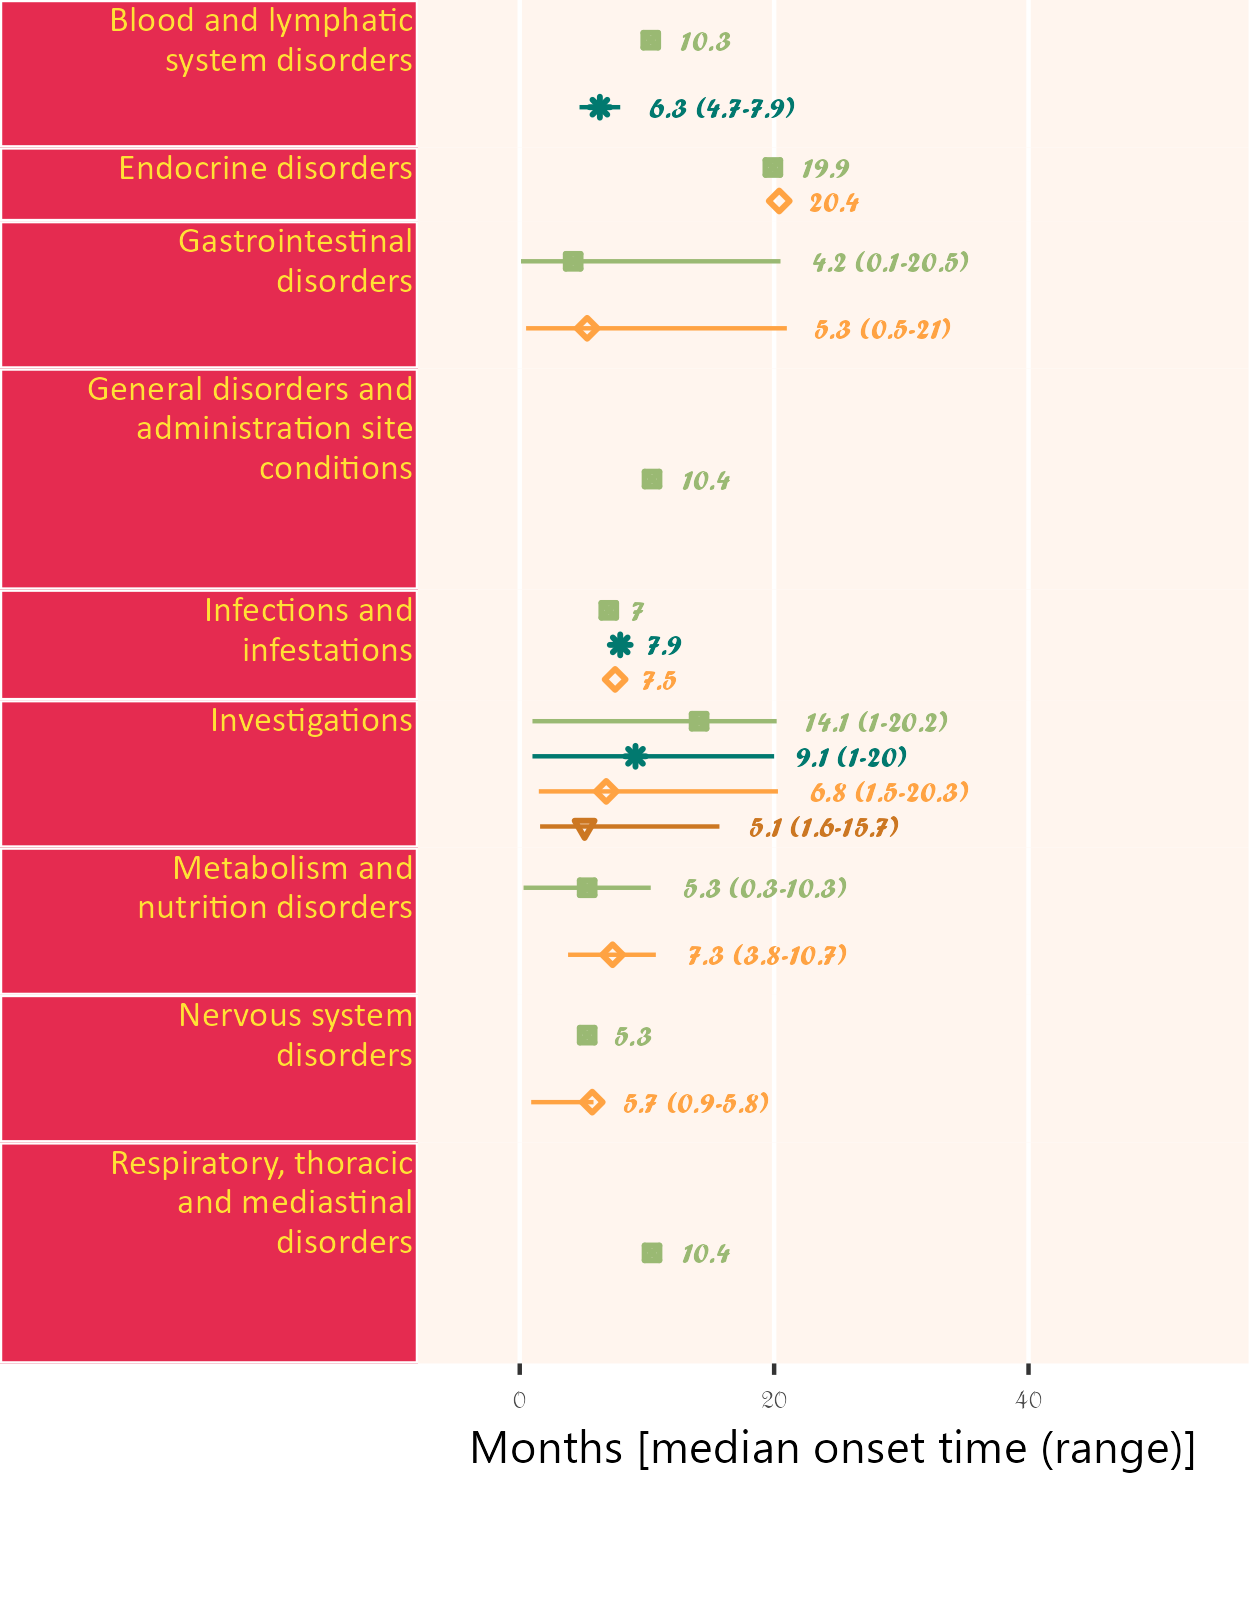 Blood and lymphatic
system disorders
10.3
6.3 (4.7-7.9)
Endocrine disorders
19.9
20.4
Gastrointestinal
disorders
4.2 (0.1-20.5)
5.3 (0.5-21)
General disorders and
administration site
conditions
10.4
Infections and
infestations
7
7.9
7.5
Investigations
14.1 (1-20.2)
9.1 (1-20)
6.8 (1.5-20.3)
5.1 (1.6-15.7)
Metabolism and
nutrition disorders
5.3 (0.3-10.3)
7.3 (3.8-10.7)
Nervous system
disorders
5.3
5.7 (0.9-5.8)
Respiratory, thoracic
and mediastinal
disorders
10.4
0 20 40
Months [median onset time (range)]